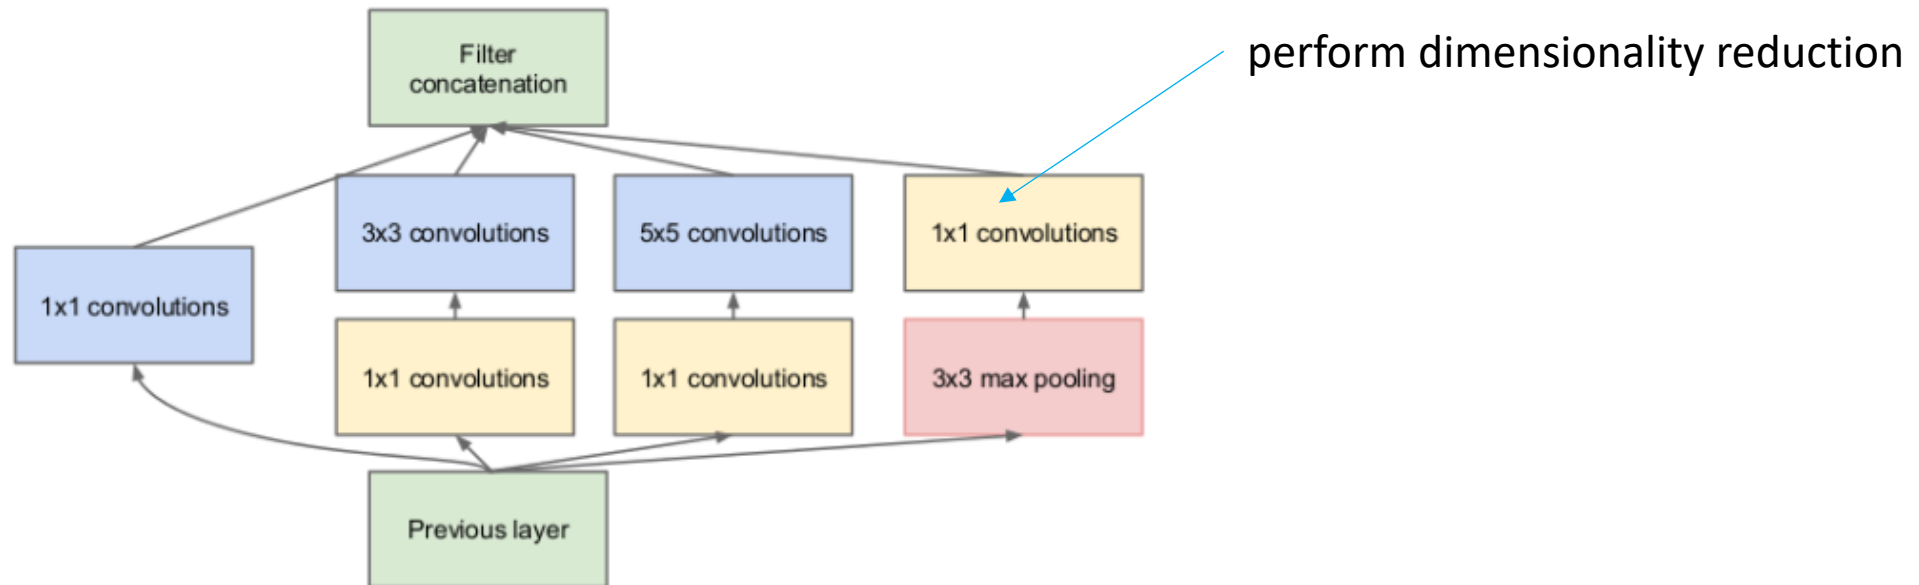 Filter
concatenation
perform dimensionality reduction
3x3 convolutions
5x5 convolutions
1x1 convolutions
1x1 convolutions
1x1 convolutions
1x1 convolutions
3x3 max pooling
Previous layer